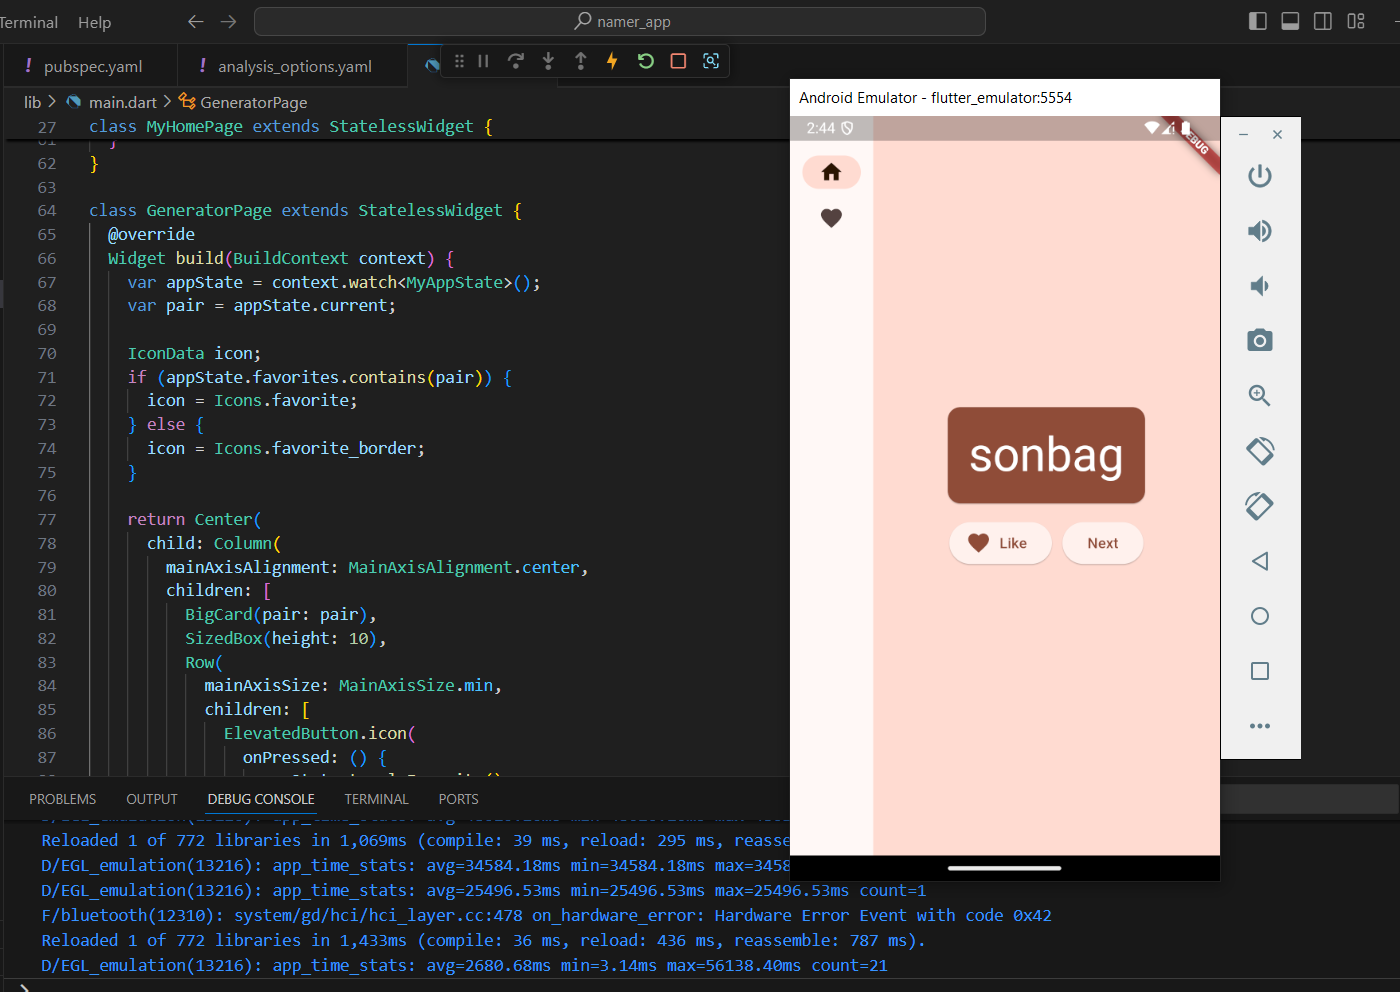 Terminal Help
namer_app
! pubspec.yaml
! analysis_options.yaml
lib > main.dart > GeneratorPage
27 class MyHomePage extends StatelessWidget {
61 }
62 }
63
64 class GeneratorPage extends StatelessWidget {
65 @override
66 Widget build(BuildContext context) {
67 var appState = context.watch<MyAppState>();
68 var pair = appState.current;
69
70 IconData icon;
71 if (appState.favorites.contains(pair)) {
72 icon = Icons.favorite;
73 } else {
74 icon = Icons.favorite_border;
75 }
76
77 return Center(
78 child: Column(
79 mainAxisAlignment: MainAxisAlignment.center,
80 children: [
81 BigCard(pair: pair),
82 SizedBox(height: 10),
83 Row(
84 mainAxisSize: MainAxisSize.min,
85 children: [
86 ElevatedButton.icon(
87 onPressed: () {
PROBLEMS OUTPUT DEBUG CONSOLE TERMINAL PORTS
Reloaded 1 of 772 libraries in 1,069ms (compile: 39 ms, reload: 295 ms, reasse
D/EGL_emulation(13216): app_time_stats: avg=34584.18ms min=34584.18ms max=3458
D/EGL_emulation(13216): app_time_stats: avg=25496.53ms min=25496.53ms max=25496.53ms count=1
F/bluetooth(12310): system/gd/hci/hci_layer.cc:478 on_hardware_error: Hardware Error Event with code 0x42
Reloaded 1 of 772 libraries in 1,433ms (compile: 36 ms, reload: 436 ms, reassemble: 787 ms).
D/EGL_emulation(13216): app_time_stats: avg=2680.68ms min=3.14ms max=56138.40ms count=21
Android Emulator - flutter_emulator:5554
2:44
sonbag
Like
Next